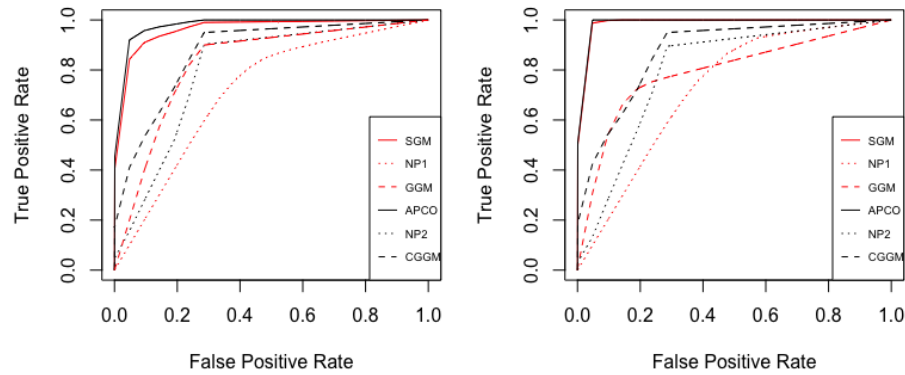 True Positive Rate
1.0
0.8
0.6
0.4
0.2
0.0
SGM
NP1
GGM
APCO
NP2
CGGM
0.0 0.2 0.4 0.6 0.8 1.0
False Positive Rate
True Positive Rate
1.0
0.8
0.6
0.4
0.2
0.0
SGM
NP1
GGM
APCO
NP2
CGGM
0.0 0.2 0.4 0.6 0.8 1.0
False Positive Rate